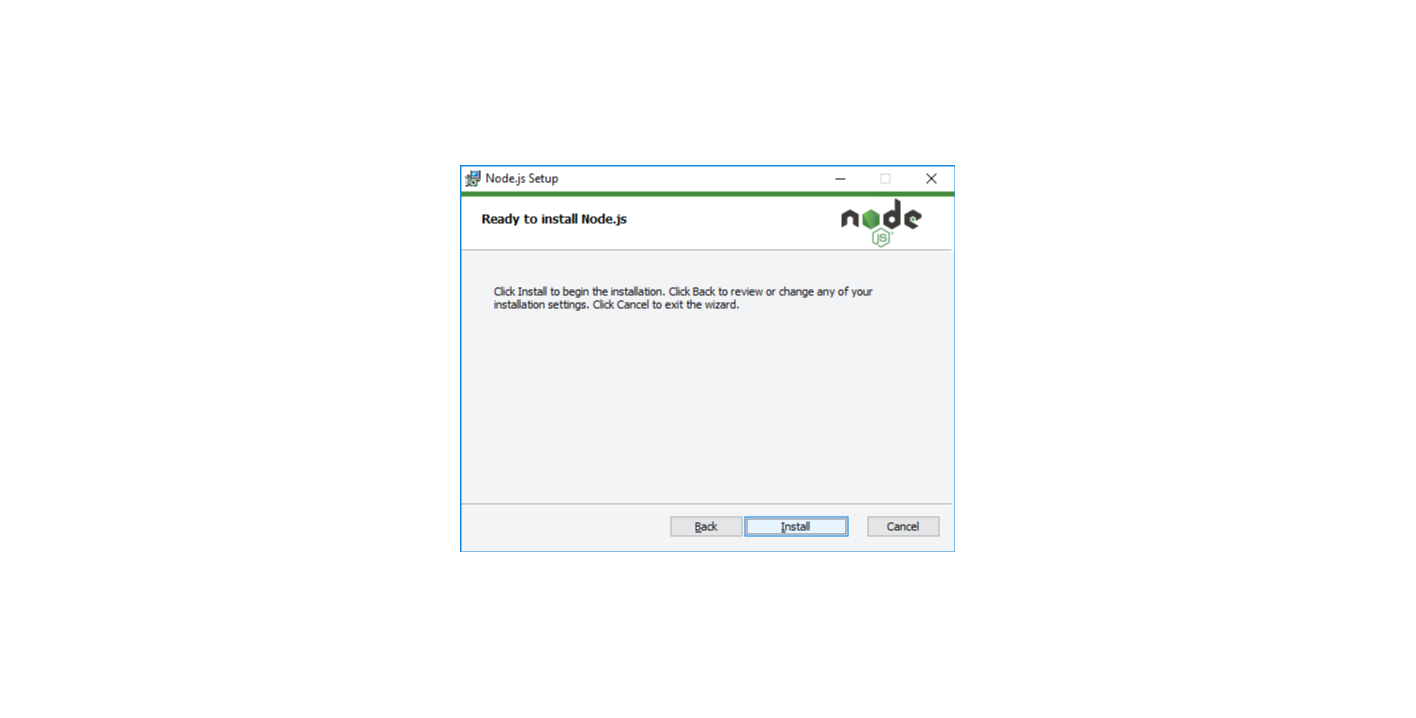 Node.js Setup
Ready to install Node.js
node
JS
Click Install to begin the installation. Click Back to review or change any of your
installation settings. Click Cancel to exit the wizard.
Back
Install
Cancel